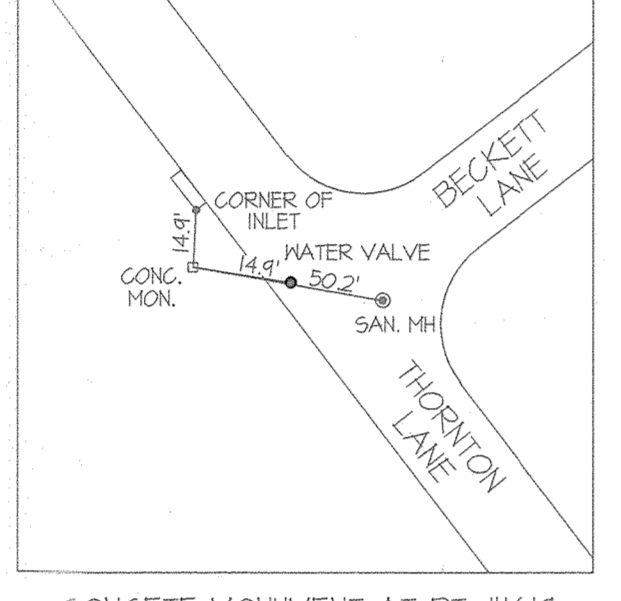 BECKETT
LANE
CORNER OF
INLET
14.9'
WATER VALVE
14.9'
50.2'
CONC.
MON.
SAN. MH
THORNTON
LANE